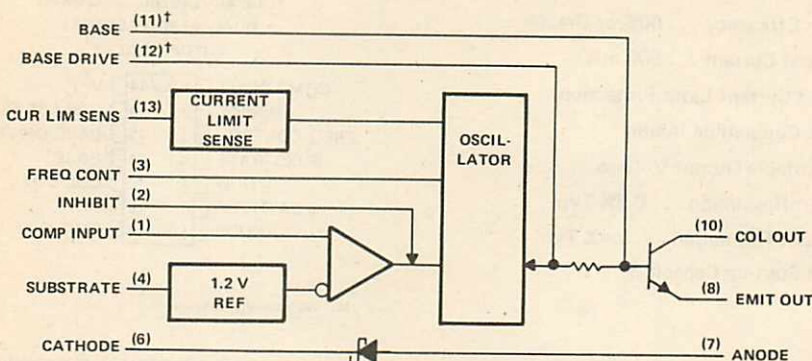 BASE (11)†
BASE DRIVE (12)†
CUR LIM SENS (13)
CURRENT
LIMIT
SENSE
OSCIL-
LATOR
FREQ CONT (3)
INHIBIT (2)
COMP INPUT (1)
SUBSTRATE (4)
1.2 V
REF
(10) COL OUT
(8) EMIT OUT
CATHODE (6)
(7) ANODE